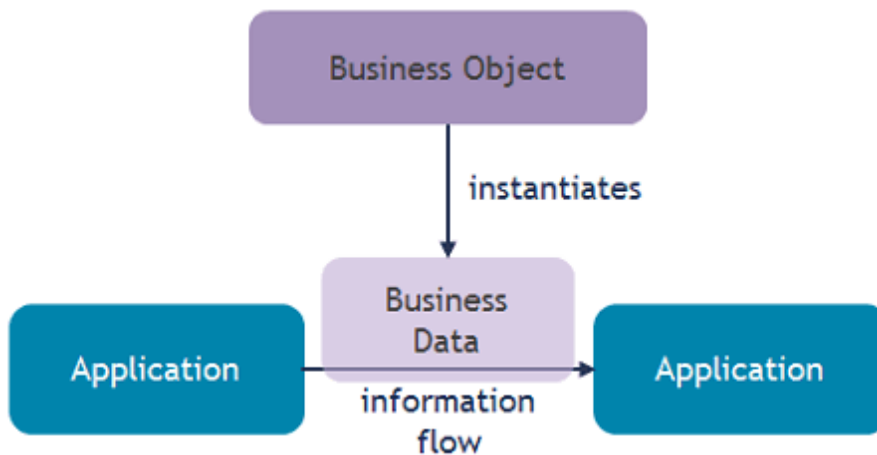 Business Object
instantiates
Business
Data
Application
Application
information
flow